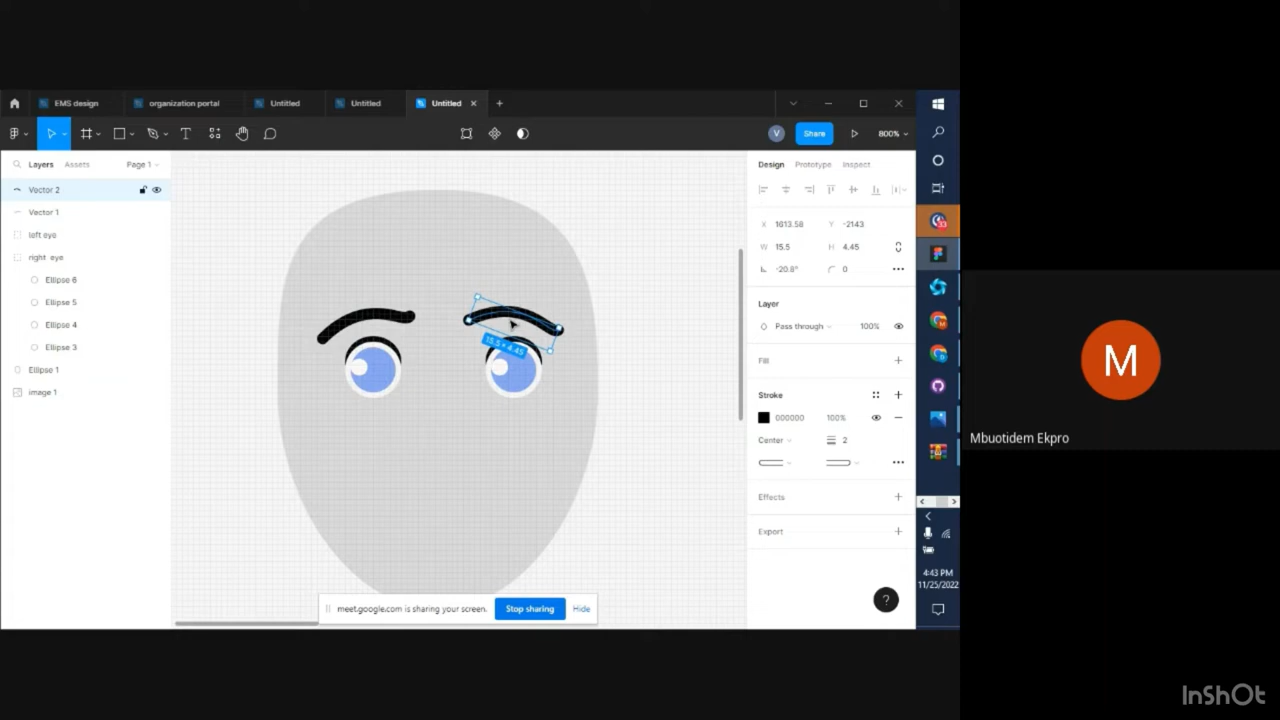 EMS design
organization portal
Untitled
Untitled
Untitled
Share
800%
Layers
Assets
Page 1
Design
Prototype
Inspect
Vector 2
Vector 1
left eye
right eye
Ellipse 6
Ellipse 5
Ellipse 4
Ellipse 3
Ellipse 1
image 1
X 1613.58
Y -2143
W 15.5
H 4.45
-20.8°
0
Layer
Pass through
100%
Fill
Stroke
000000
100%
Center
2
Effects
Export
15.5 × 4.45
V
?
meet.google.com is sharing your screen.
Stop sharing
Hide
4:43 PM
11/25/2022
M
Mbuotidem Ekpro
InShOt